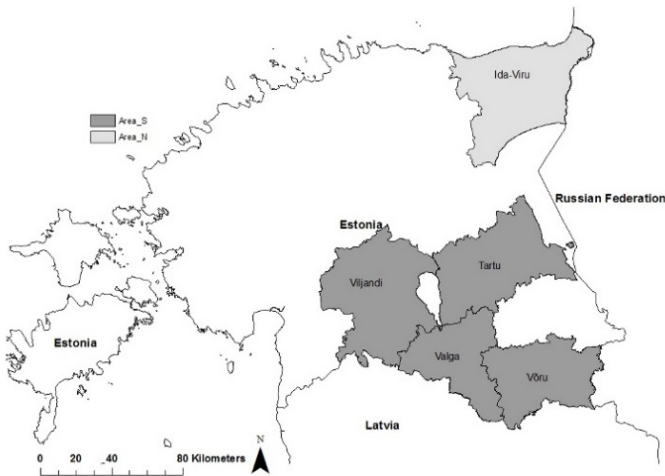 Ida-Viru
Area_S
Area_N
Russian Federation
Estonia
Tartu
Viljandi
Estonia
Valga
Võru
Latvia
N
0 20 40 80 Kilometers